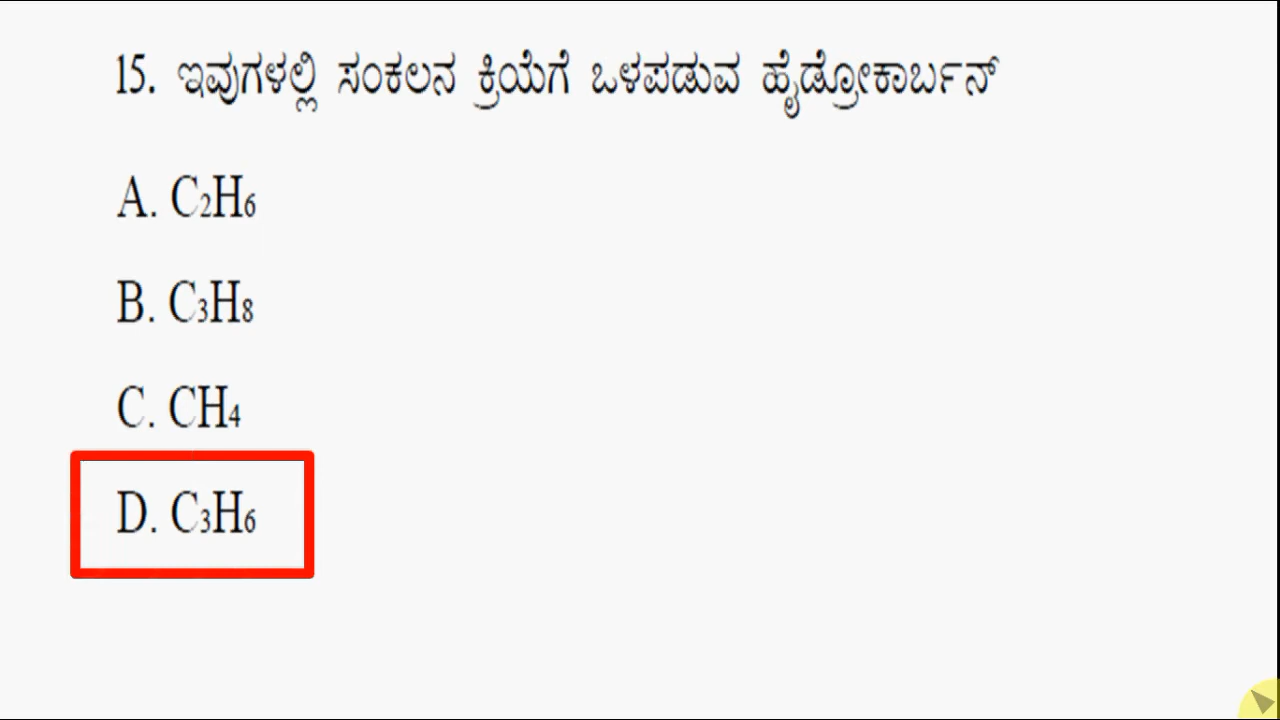 15. ಇವುಗಳಲ್ಲಿ ಸಂಕಲನ ಕ್ರಿಯೆಗೆ ಒಳಪಡುವ ಹೈಡ್ರೋಕಾರ್ಬನ್
A. C₂H₆
B. C₃H₈
C. CH₄
D. C₃H₆